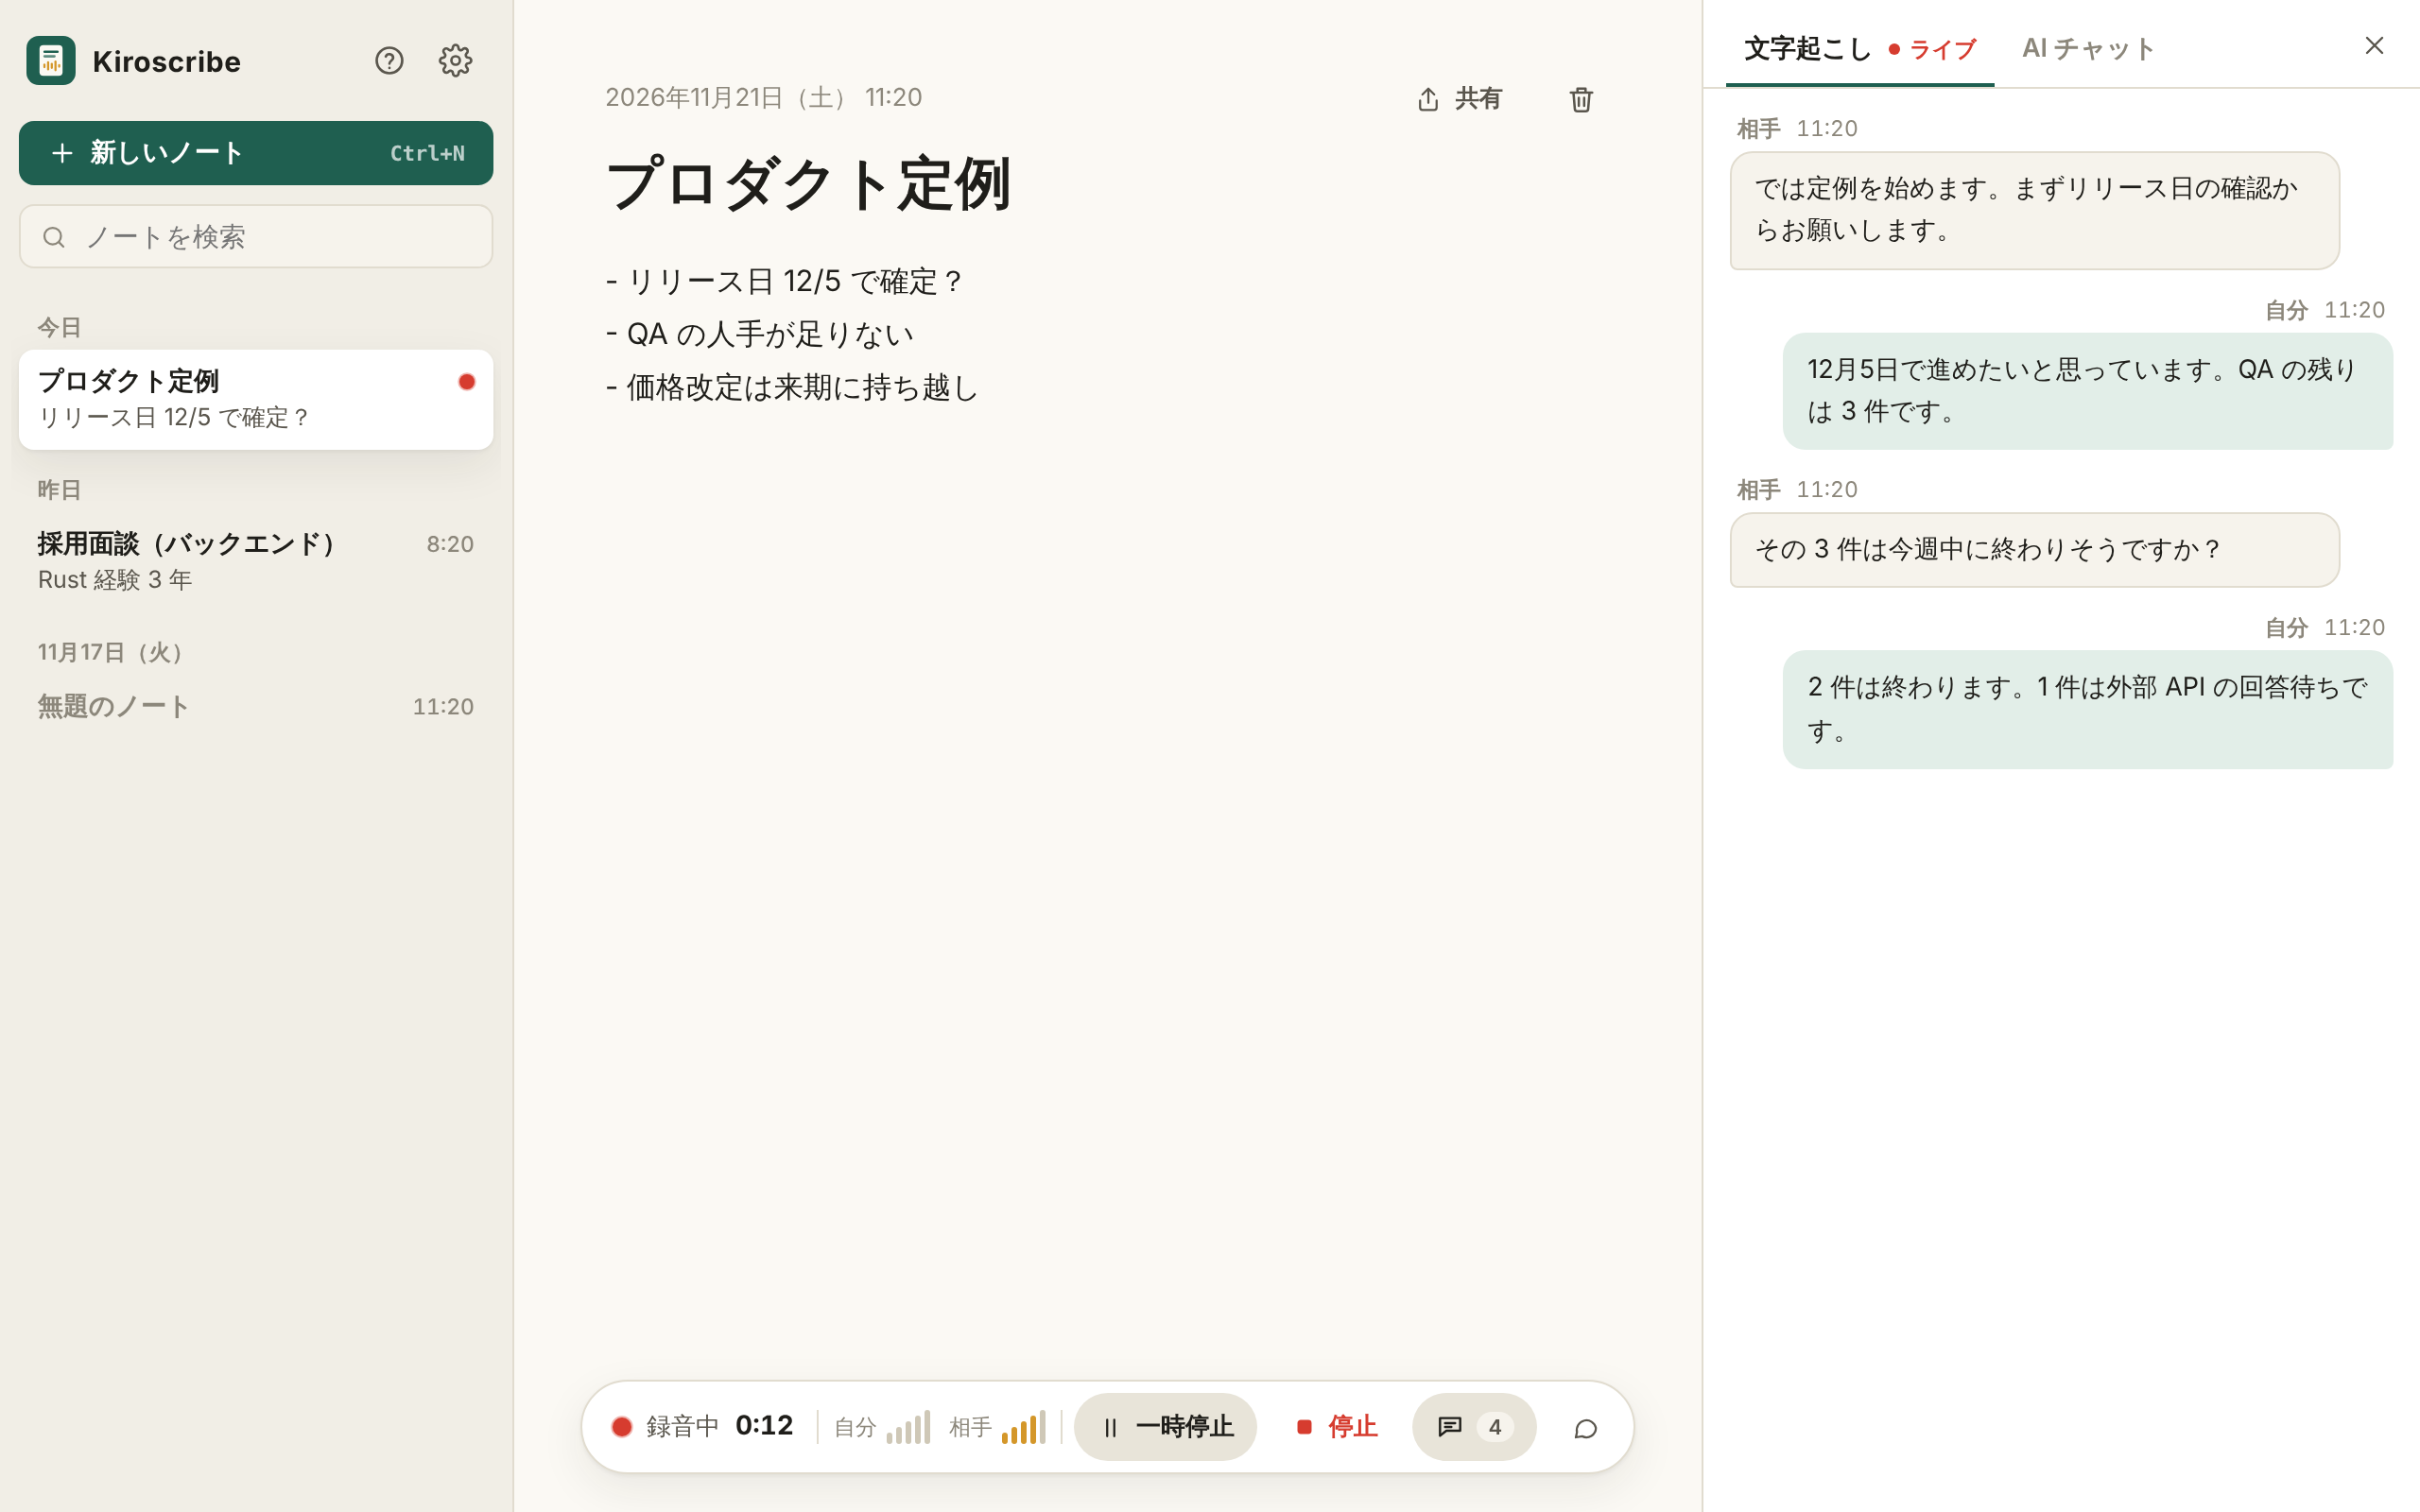 Kiroscribe
新しいノート Ctrl+N
ノートを検索
今日
プロダクト定例
リリース日 12/5 で確定？
昨日
採用面談（バックエンド） 8:20
Rust 経験 3 年
11月17日（火）
無題のノート 11:20
2026年11月21日（土） 11:20 共有
プロダクト定例
- リリース日 12/5 で確定？
- QA の人手が足りない
- 価格改定は来期に持ち越し
録音中 0:12 自分 相手 一時停止 停止 4
文字起こし ライブ AI チャット
相手 11:20
では定例を始めます。まずリリース日の確認か
らお願いします。
自分 11:20
12月5日で進めたいと思っています。QA の残り
は 3 件です。
相手 11:20
その 3 件は今週中に終わりそうですか？
自分 11:20
2 件は終わります。1 件は外部 API の回答待ちで
す。